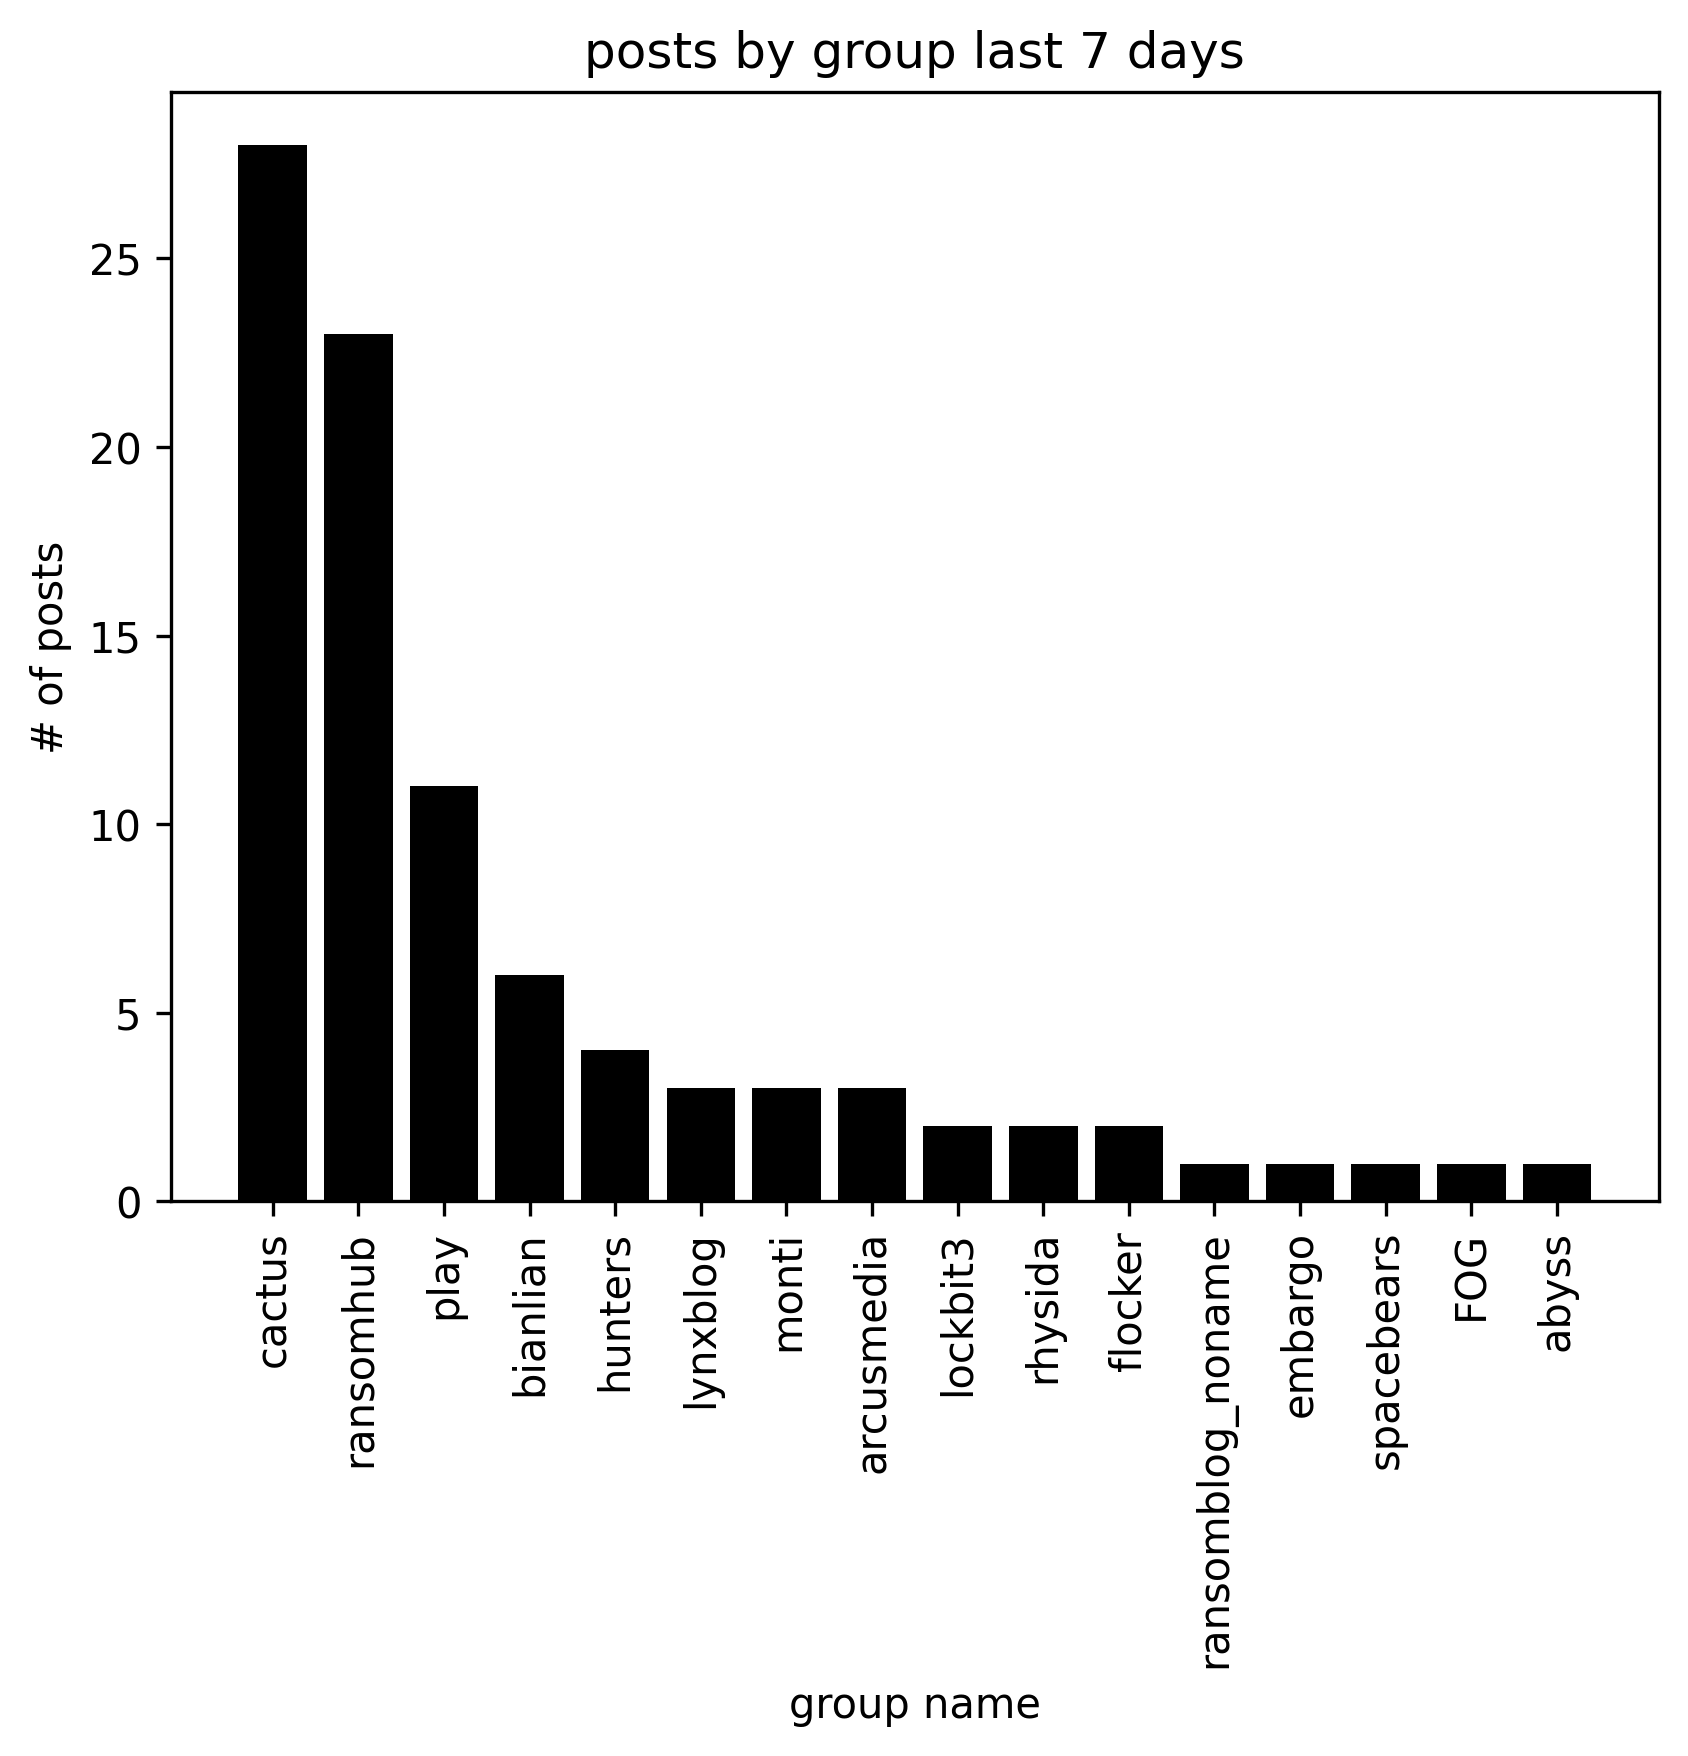 posts by group last 7 days
# of posts
25
20
15
10
5
0
cactus
ransomhub
play
bianlian
hunters
lynxblog
monti
arcusmedia
lockbit3
rhysida
flocker
ransomblog_noname
embargo
spacebears
FOG
abyss
group name